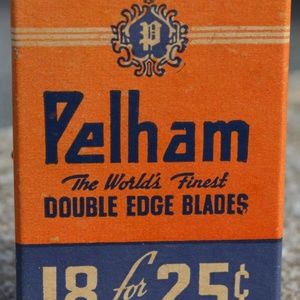 P
Pelham
The World's Finest
DOUBLE EDGE BLADES
18 for 25¢